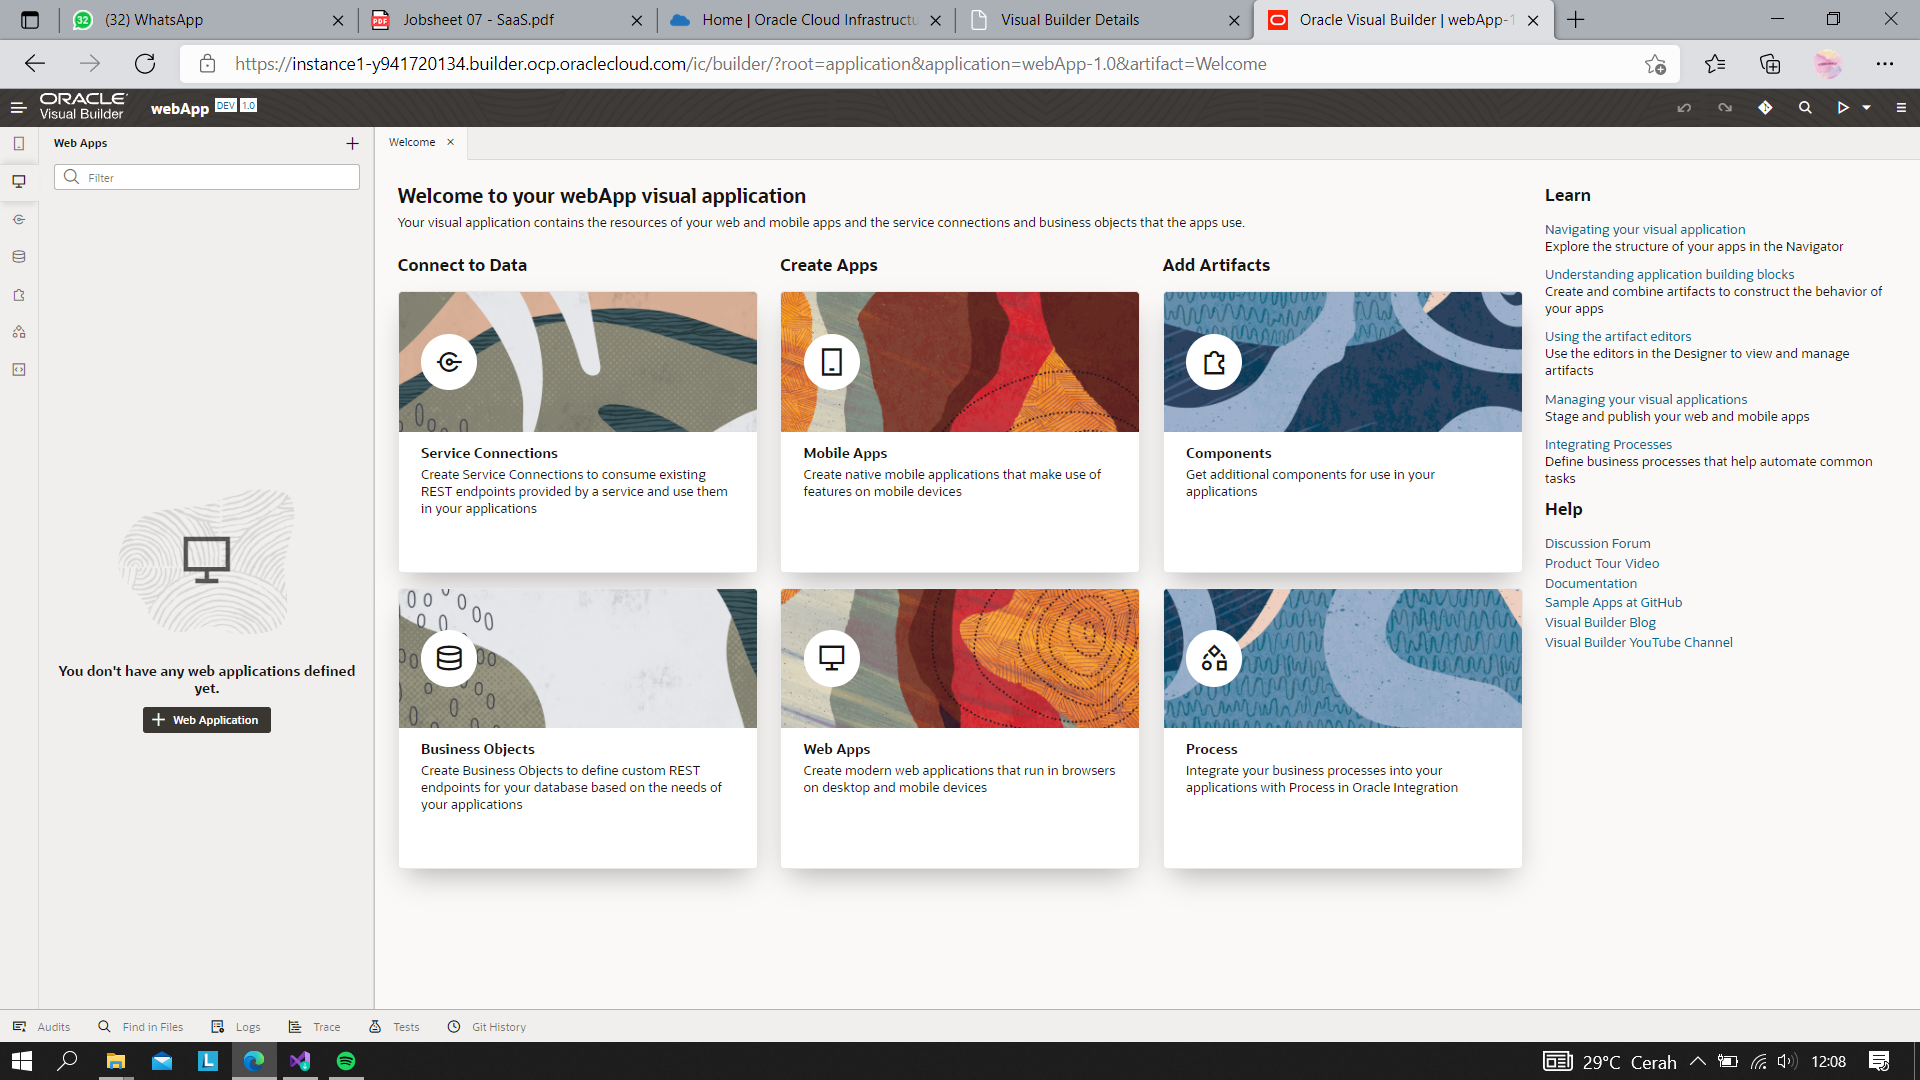 (32) WhatsApp
Jobsheet 07 - SaaS.pdf
Home | Oracle Cloud Infrastructu
Visual Builder Details
Oracle Visual Builder | webApp-1
https://instance1-y941720134.builder.ocp.oraclecloud.com/ic/builder/?root=application&application=webApp-1.0&artifact=Welcome
ORACLE
Visual Builder
webApp DEV 1.0
Web Apps
Filter
You don't have any web applications defined
yet.
Web Application
Welcome
Welcome to your webApp visual application
Your visual application contains the resources of your web and mobile apps and the service connections and business objects that the apps use.
Connect to Data
Service Connections
Create Service Connections to consume existing
REST endpoints provided by a service and use them
in your applications
Business Objects
Create Business Objects to define custom REST
endpoints for your database based on the needs of
your applications
Create Apps
Mobile Apps
Create native mobile applications that make use of
features on mobile devices
Web Apps
Create modern web applications that run in browsers
on desktop and mobile devices
Add Artifacts
Components
Get additional components for use in your
applications
Process
Integrate your business processes into your
applications with Process in Oracle Integration
Learn
Navigating your visual application
Explore the structure of your apps in the Navigator
Understanding application building blocks
Create and combine artifacts to construct the behavior of
your apps
Using the artifact editors
Use the editors in the Designer to view and manage
artifacts
Managing your visual applications
Stage and publish your web and mobile apps
Integrating Processes
Define business processes that help automate common
tasks
Help
Discussion Forum
Product Tour Video
Documentation
Sample Apps at GitHub
Visual Builder Blog
Visual Builder YouTube Channel
Audits
Find in Files
Logs
Trace
Tests
Git History
29°C Cerah
12:08